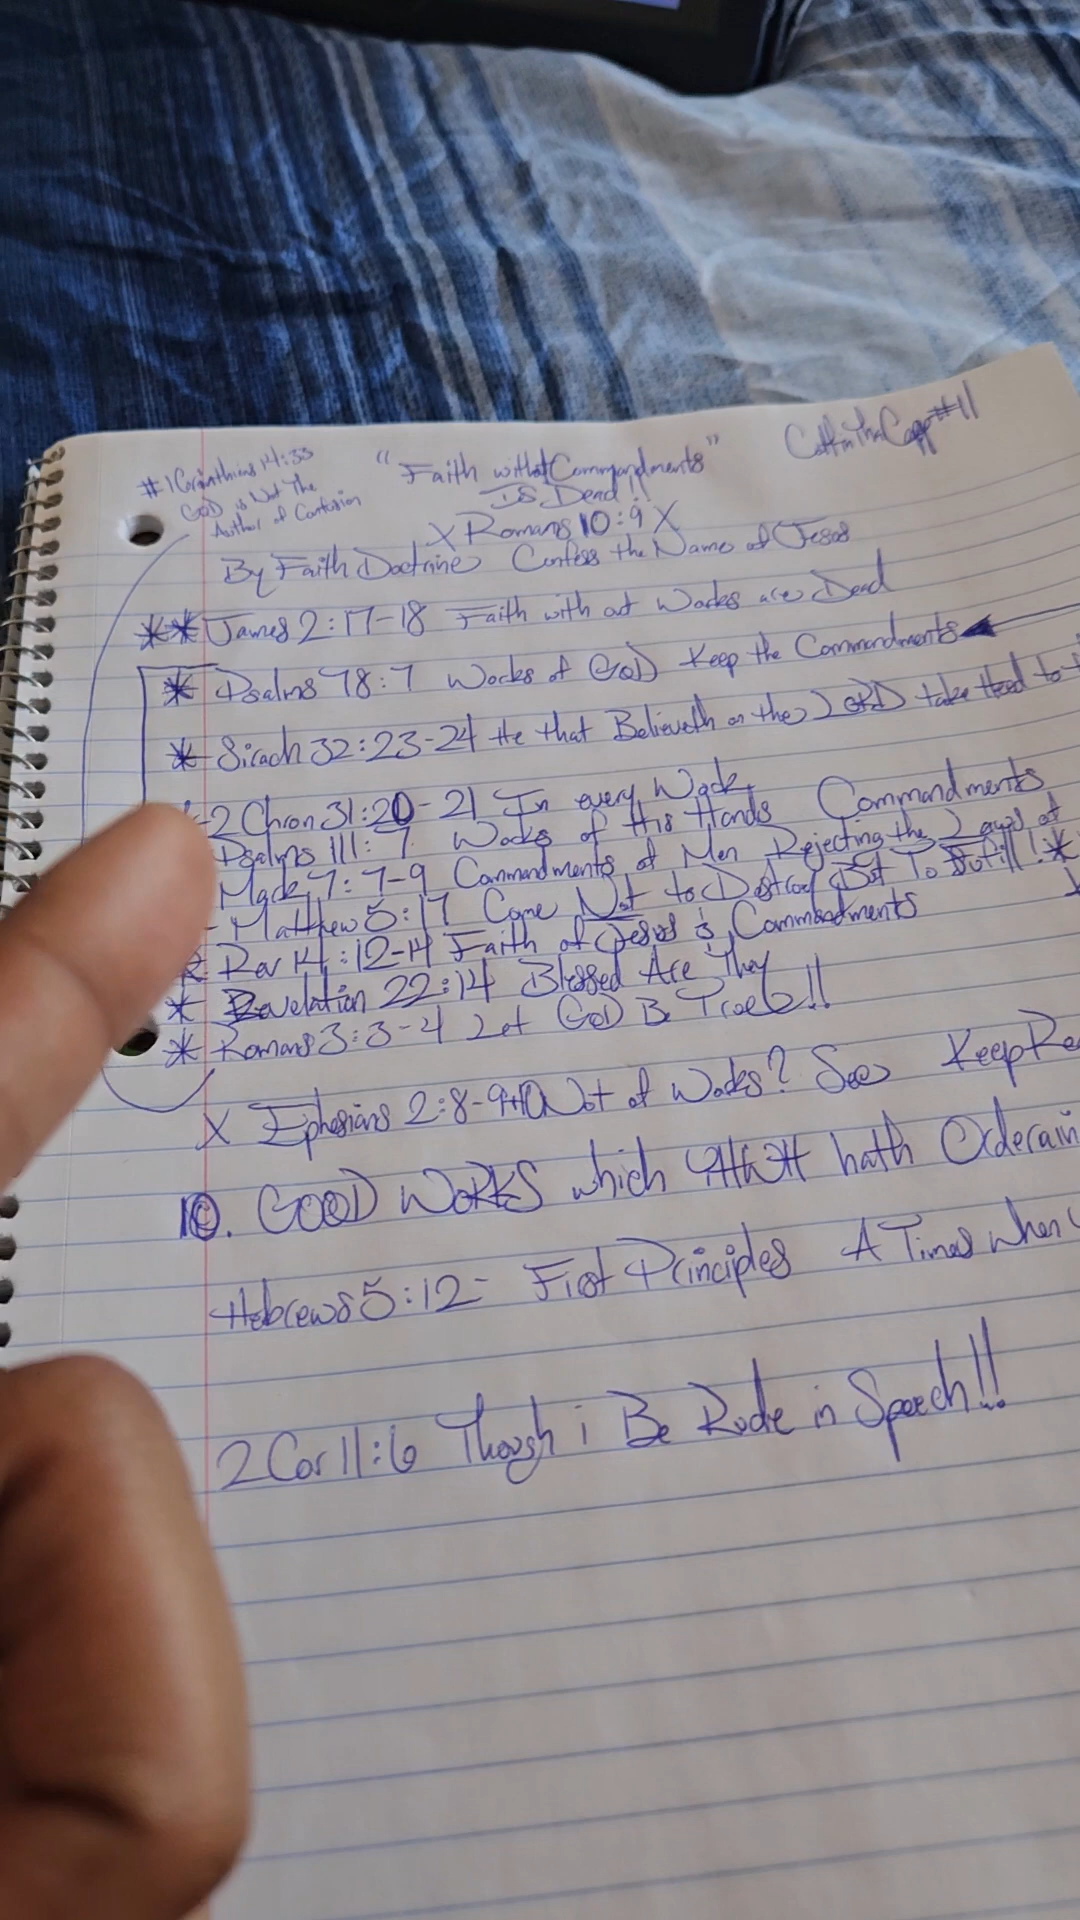 #1Corinthians 14:33
GOD is Not The
Author of Confusion
"Faith without Commandments"
Is Dead!!
#11
X Romans 10:9 X
By Faith Doctrine Confess the Name of Jesus
** James 2:17-18 Faith with out Works are Dead
* Psalms 78:7 Works of GOD Keep the Commandments
* Sirach 32:23-24 He that Believeth on the LORD take Heed to
2 Chron 31:20-21 In every Work
Psalms 111:7 Works of His Hands Commandments
Mark 7:7-9 Commandments of Men Rejecting the Laws of
- Matthew 5:17 Come Not to Destroy But To Fulfill! *
Rev 14:12-14 Faith of Jesus & Commandments
* Revelation 22:14 Blessed Are They
* Romans 3:3-4 Let GOD Be True!!
X Ephesians 2:8-9 Not of Works? See Keep Re
10. GOOD WORKS which hath Orderain
Hebrews 5:12- First Principles A Time when
2 Cor 11:6 Though i Be Rude in Speech!!